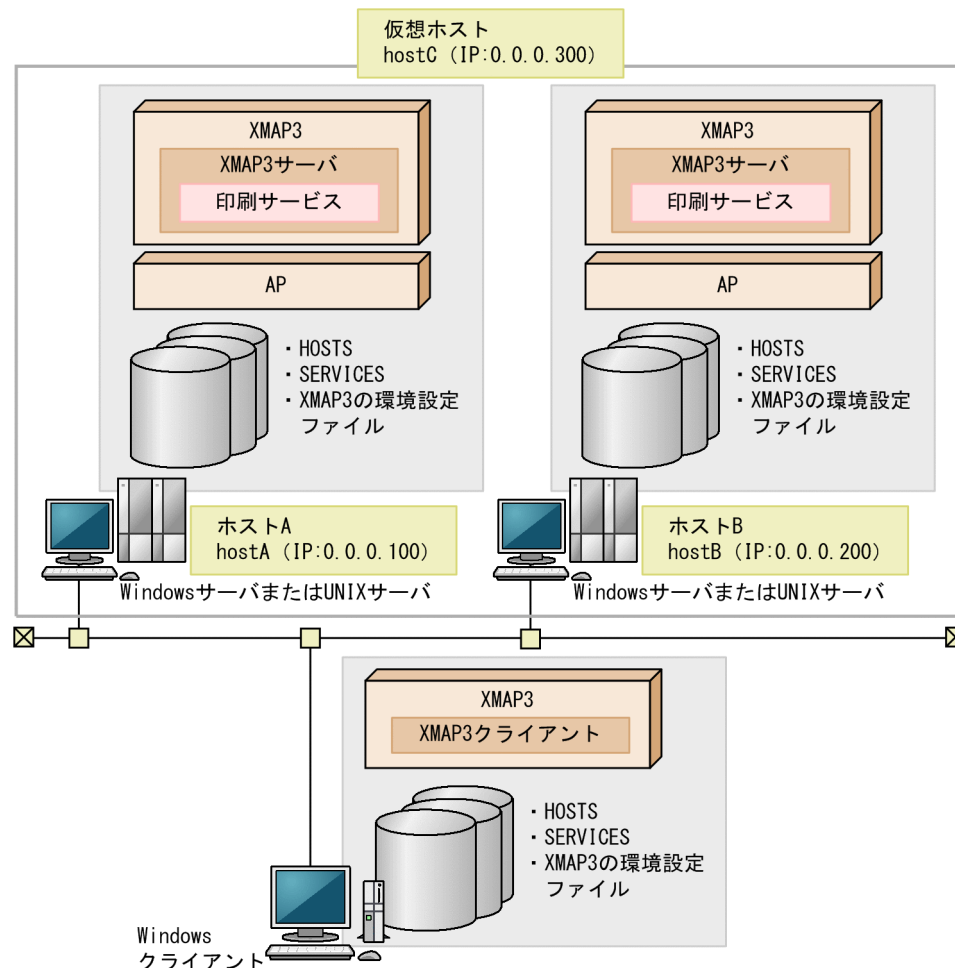 仮想ホスト
hostC (IP:0.0.0.300)
XMAP3
XMAP3サーバ
印刷サービス
AP
・HOSTS
・SERVICES
・XMAP3の環境設定
ファイル
ホストA
hostA (IP:0.0.0.100)
WindowsサーバまたはUNIXサーバ
XMAP3
XMAP3サーバ
印刷サービス
AP
・HOSTS
・SERVICES
・XMAP3の環境設定
ファイル
ホストB
hostB (IP:0.0.0.200)
WindowsサーバまたはUNIXサーバ
XMAP3
XMAP3クライアント
・HOSTS
・SERVICES
・XMAP3の環境設定
ファイル
Windows
クライアント